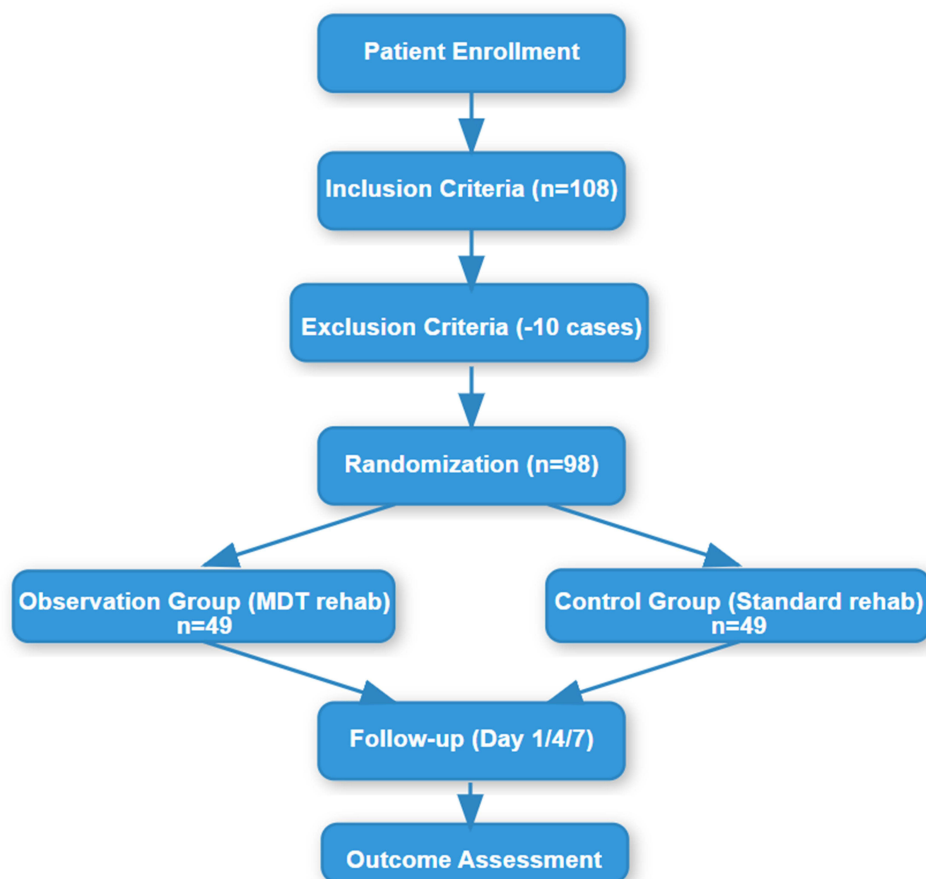 Patient Enrollment
Inclusion Criteria (n=108)
Exclusion Criteria (-10 cases)
Randomization (n=98)
Observation Group (MDT rehab)
n=49
Control Group (Standard rehab)
n=49
Follow-up (Day 1/4/7)
Outcome Assessment